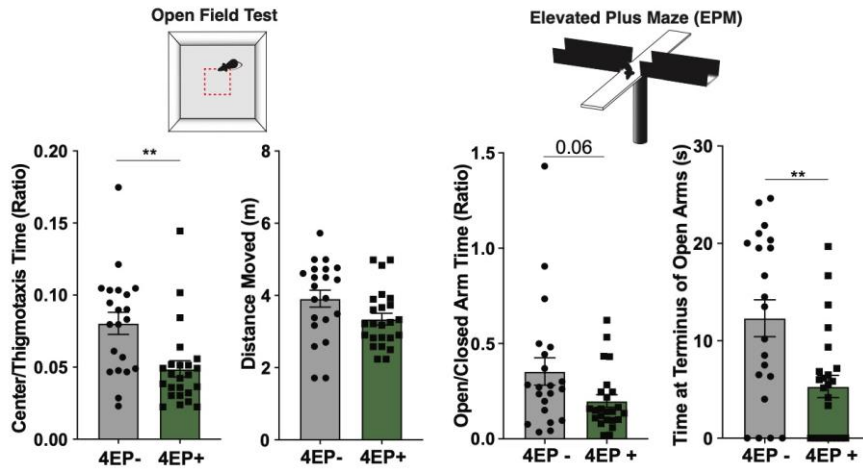 Open Field Test
Elevated Plus Maze (EPM)
Center/Thigmotaxis Time (Ratio)
0.20
0.15
0.10
0.05
0.00
**
4EP-
4EP+
Distance Moved (m)
8
6
4
2
0
4EP-
4EP+
Open/Closed Arm Time (Ratio)
1.5
1.0
0.5
0.0
0.06
4EP -
4EP +
Time at Terminus of Open Arms (s)
30
20
10
0
**
4EP -
4EP +